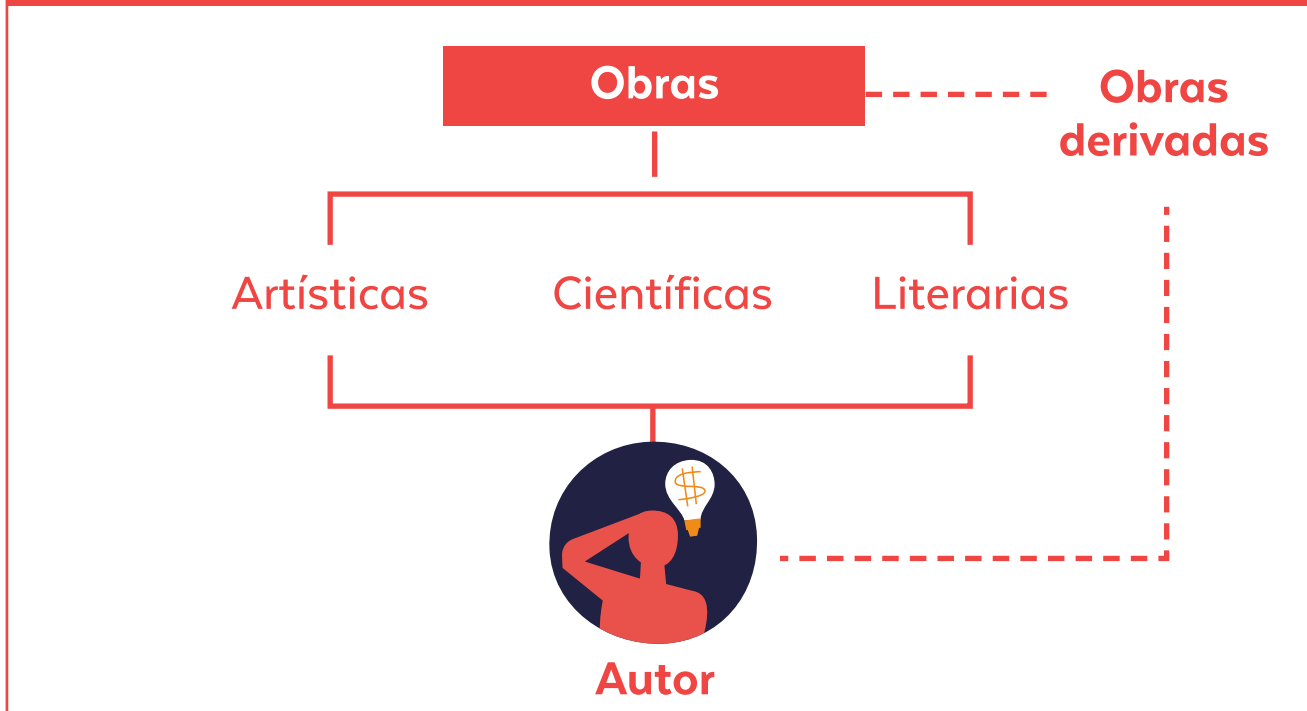 Obras
Obras
derivadas
Artísticas
Científicas
Literarias
Autor